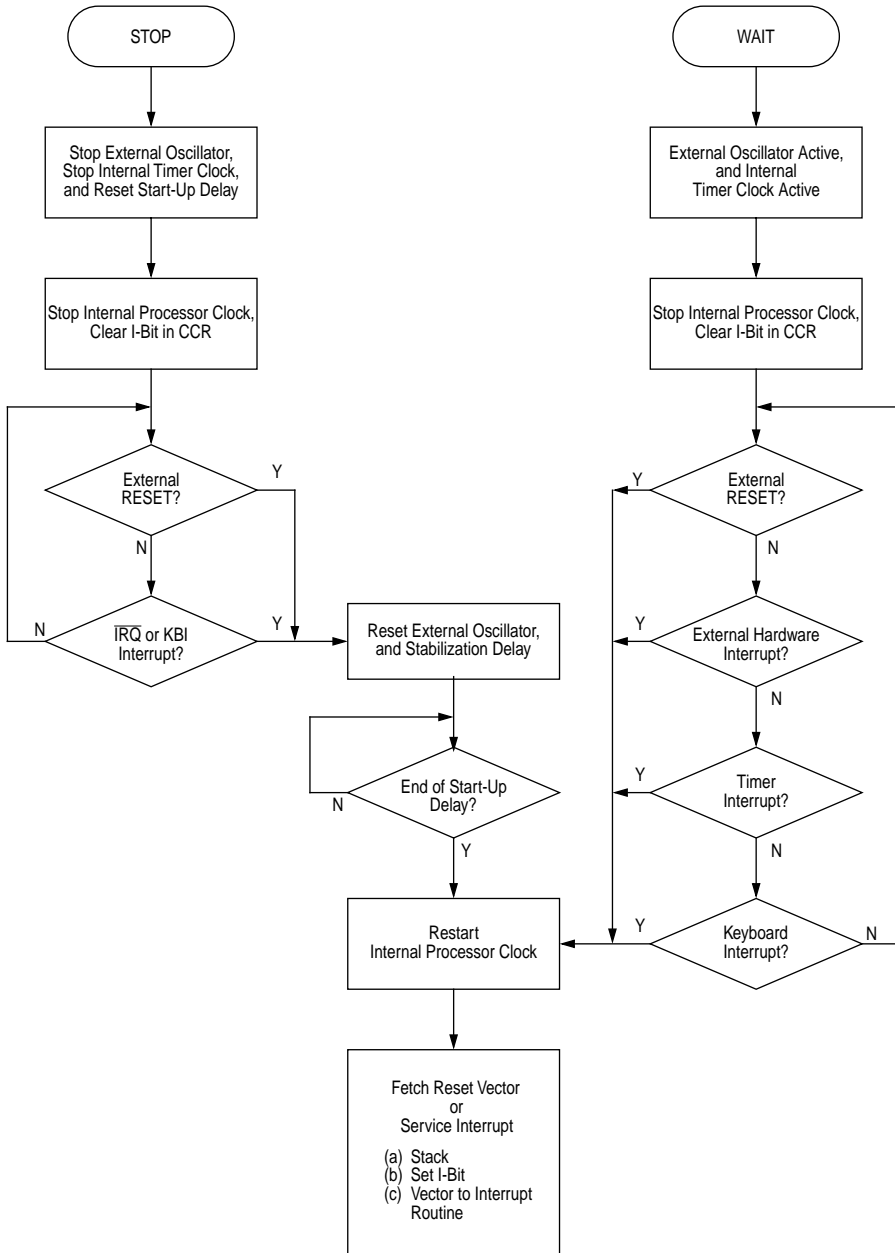 STOP
Stop External Oscillator,
Stop Internal Timer Clock,
and Reset Start-Up Delay
Stop Internal Processor Clock,
Clear I-Bit in CCR
External
RESET?
Y
N
IRQ or KBI
Interrupt?
N
Y
Reset External Oscillator,
and Stabilization Delay
End of Start-Up
Delay?
N
Y
WAIT
External Oscillator Active,
and Internal
Timer Clock Active
Stop Internal Processor Clock,
Clear I-Bit in CCR
External
RESET?
Y
N
External Hardware
Interrupt?
Y
N
Timer
Interrupt?
Y
N
Keyboard
Interrupt?
Y
N
Restart
Internal Processor Clock
Fetch Reset Vector
or
Service Interrupt
(a) Stack
(b) Set I-Bit
(c) Vector to Interrupt
Routine